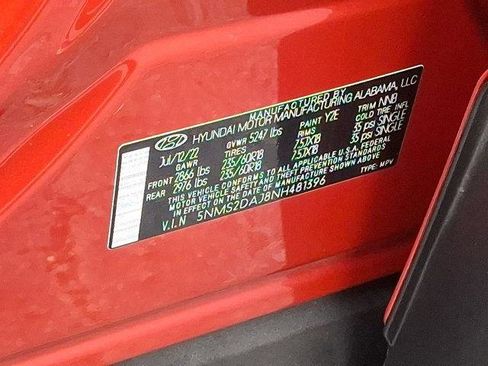 MANUFACTURED BY
HYUNDAI MOTOR MANUFACTURING ALABAMA, LLC
Jul/12/22 GVWR 5247 lbs PAINT Y2E TRIM NNB
GAWR TIRES RIMS COLD TIRE INFL
FRONT 2866 lbs 235/60R18 7.5JX18 35 PSI SINGLE
REAR 2976 lbs 235/60R18 7.5JX18 35 PSI SINGLE
THIS VEHICLE CONFORMS TO ALL APPLICABLE U.S.A. FEDERAL
MOTOR VEHICLE SAFETY AND THEFT PREVENTION STANDARDS
IN EFFECT ON THE DATE OF MANUFACTURE SHOWN ABOVE.
V.I.N 5NMS2DAJ8NH481396 TYPE: MPV